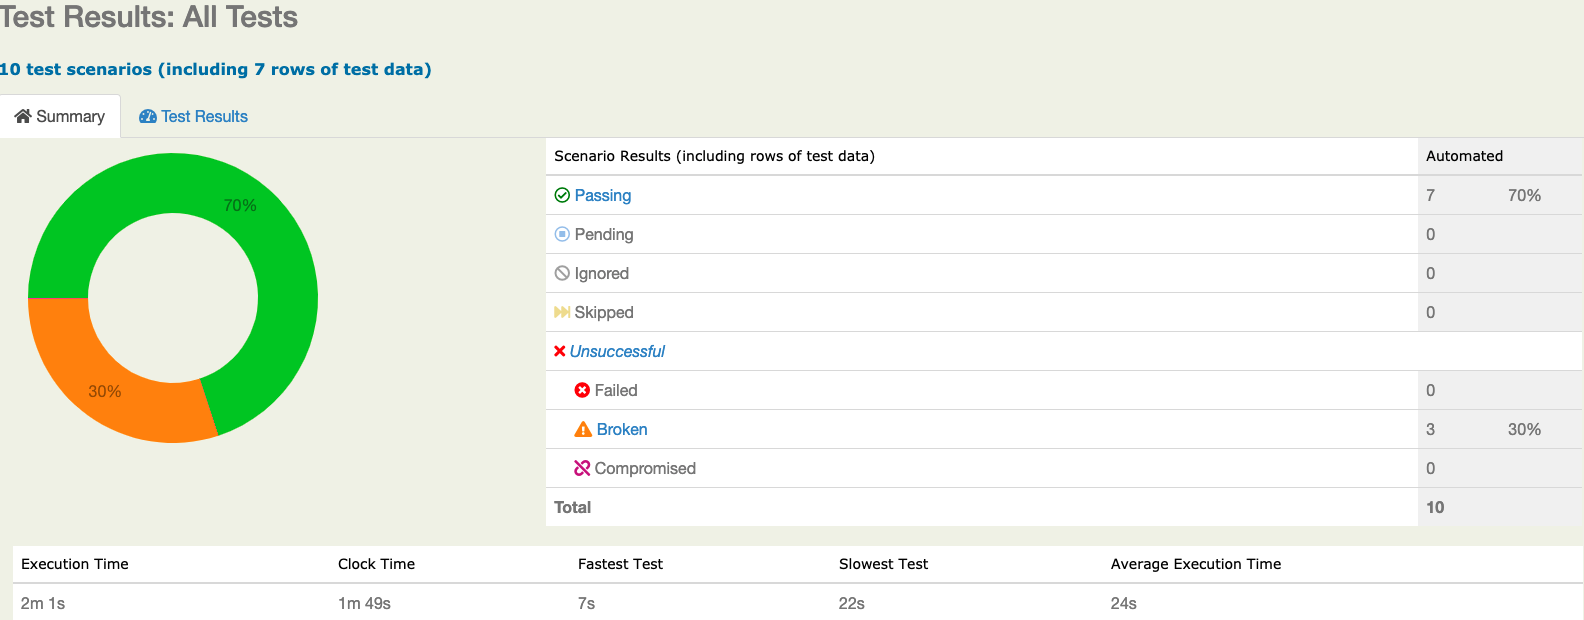 Test Results: All Tests
10 test scenarios (including 7 rows of test data)
Summary Test Results
70%
30%
Scenario Results (including rows of test data) Automated
Passing 7 70%
Pending 0
Ignored 0
Skipped 0
Unsuccessful
Failed 0
Broken 3 30%
Compromised 0
Total 10
Execution Time Clock Time Fastest Test Slowest Test Average Execution Time
2m 1s 1m 49s 7s 22s 24s